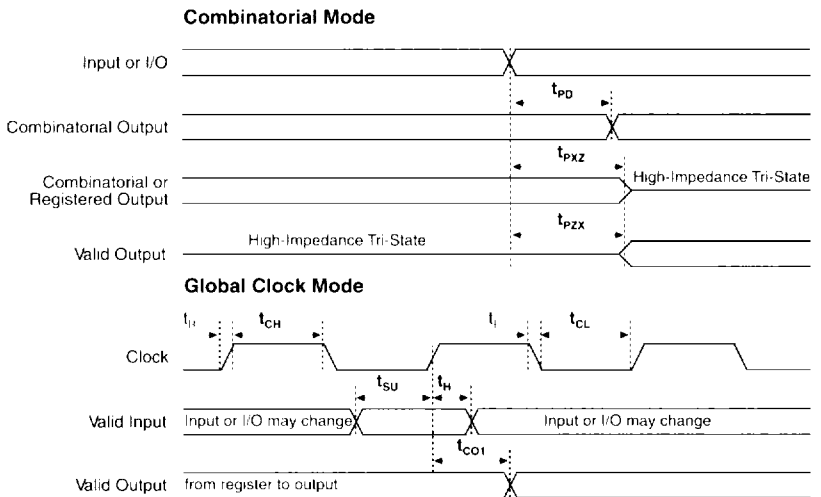 Combinatorial Mode
Input or I/O
tPD
Combinatorial Output
tPXZ
Combinatorial or
Registered Output
High-Impedance Tri-State
tPZX
High-Impedance Tri-State
Valid Output
Global Clock Mode
tR
tCH
tF
tCL
Clock
tSU
tH
Valid Input
Input or I/O may change
Input or I/O may change
tCO1
Valid Output
from register to output